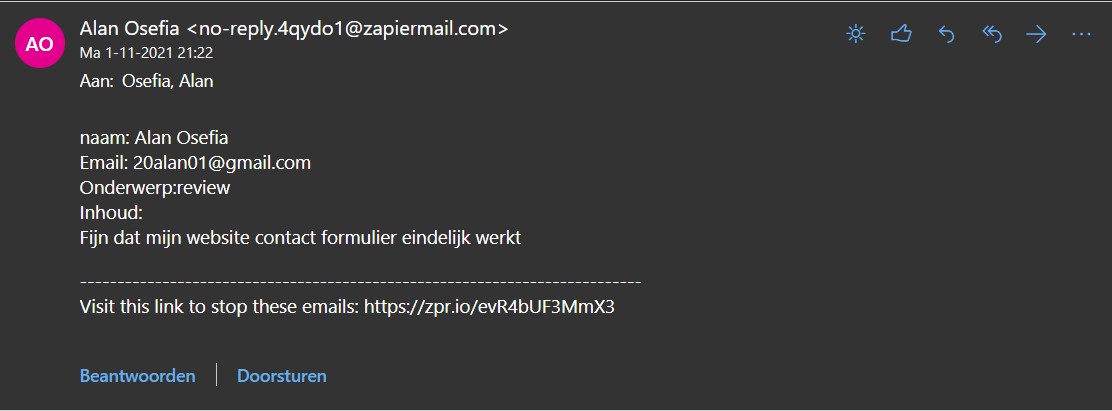 AO
Alan Osefia <no-reply.4qydo1@zapiermail.com>
Ma 1-11-2021 21:22
Aan: Osefia, Alan
naam: Alan Osefia
Email: 20alan01@gmail.com
Onderwerp:review
Inhoud:
Fijn dat mijn website contact formulier eindelijk werkt
--------------------------------------------------------------------------
Visit this link to stop these emails: https://zpr.io/evR4bUF3MmX3
Beantwoorden | Doorsturen